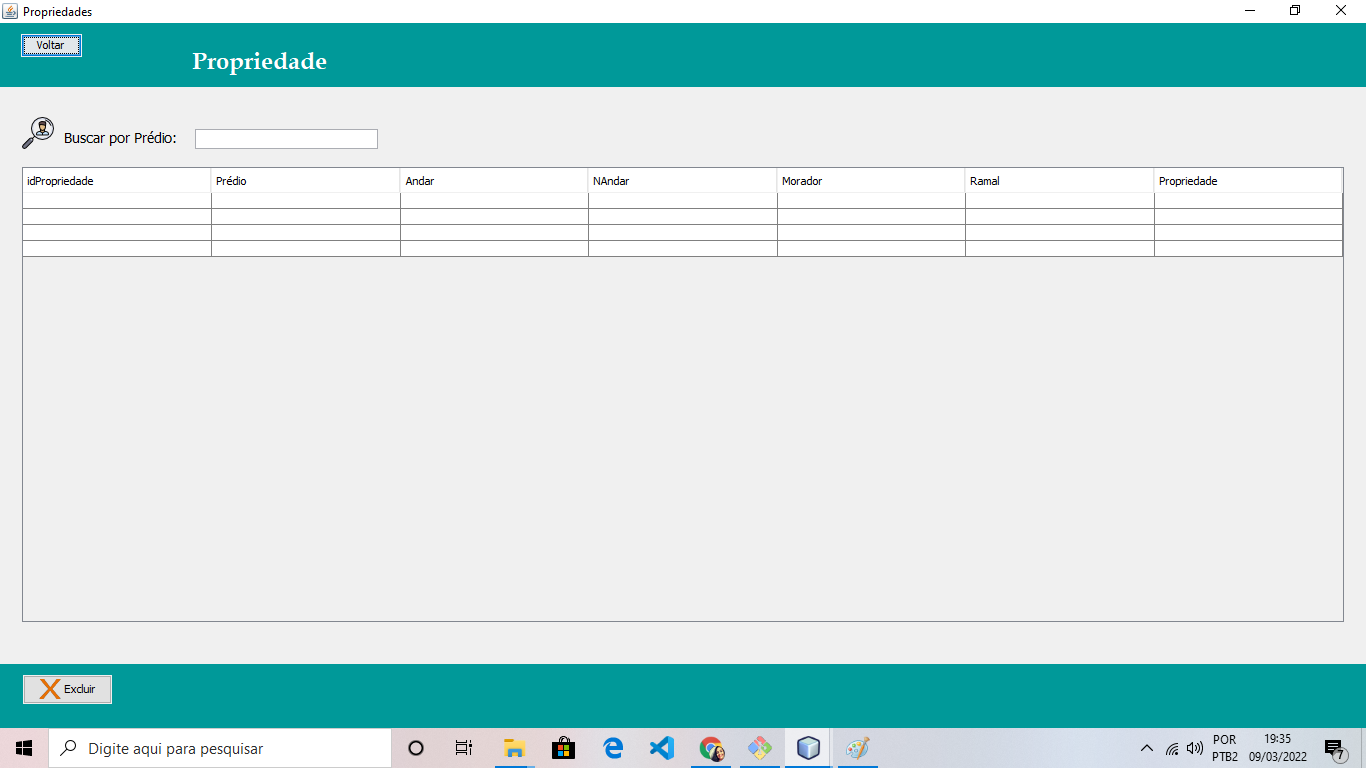 Propriedades
Voltar
Propriedade
Buscar por Prédio:
idPropriedade Prédio Andar NAndar Morador Ramal Propriedade
Excluir
Digite aqui para pesquisar
POR 19:35
PTB2 09/03/2022
7